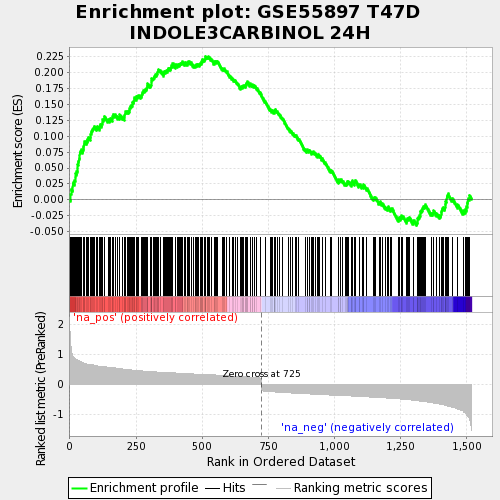 Enrichment plot: GSE55897 T47D
INDOLE3CARBINOL 24H
Enrichment score (ES)
0.225
0.200
0.175
0.150
0.125
0.100
0.075
0.050
0.025
0.000
-0.025
-0.050
'na_pos' (positively correlated)
Ranked list metric (PreRanked)
2
1
0
-1
Zero cross at 725
'na_neg' (negatively correlated)
0
250
500
750
1,000
1,250
1,500
Rank in Ordered Dataset
Enrichment profile
Hits
Ranking metric scores